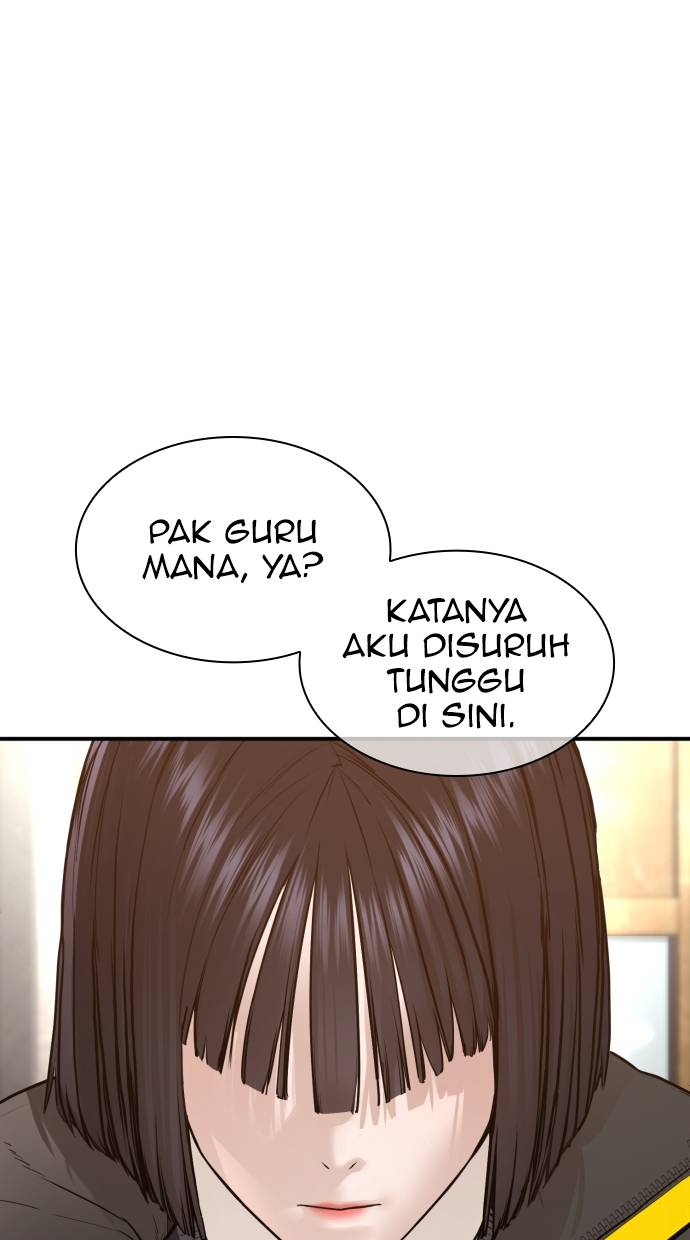 PAK GURU
MANA, YA?
KATANYA
AKU DISURUH
TUNGGU
DI SINI.